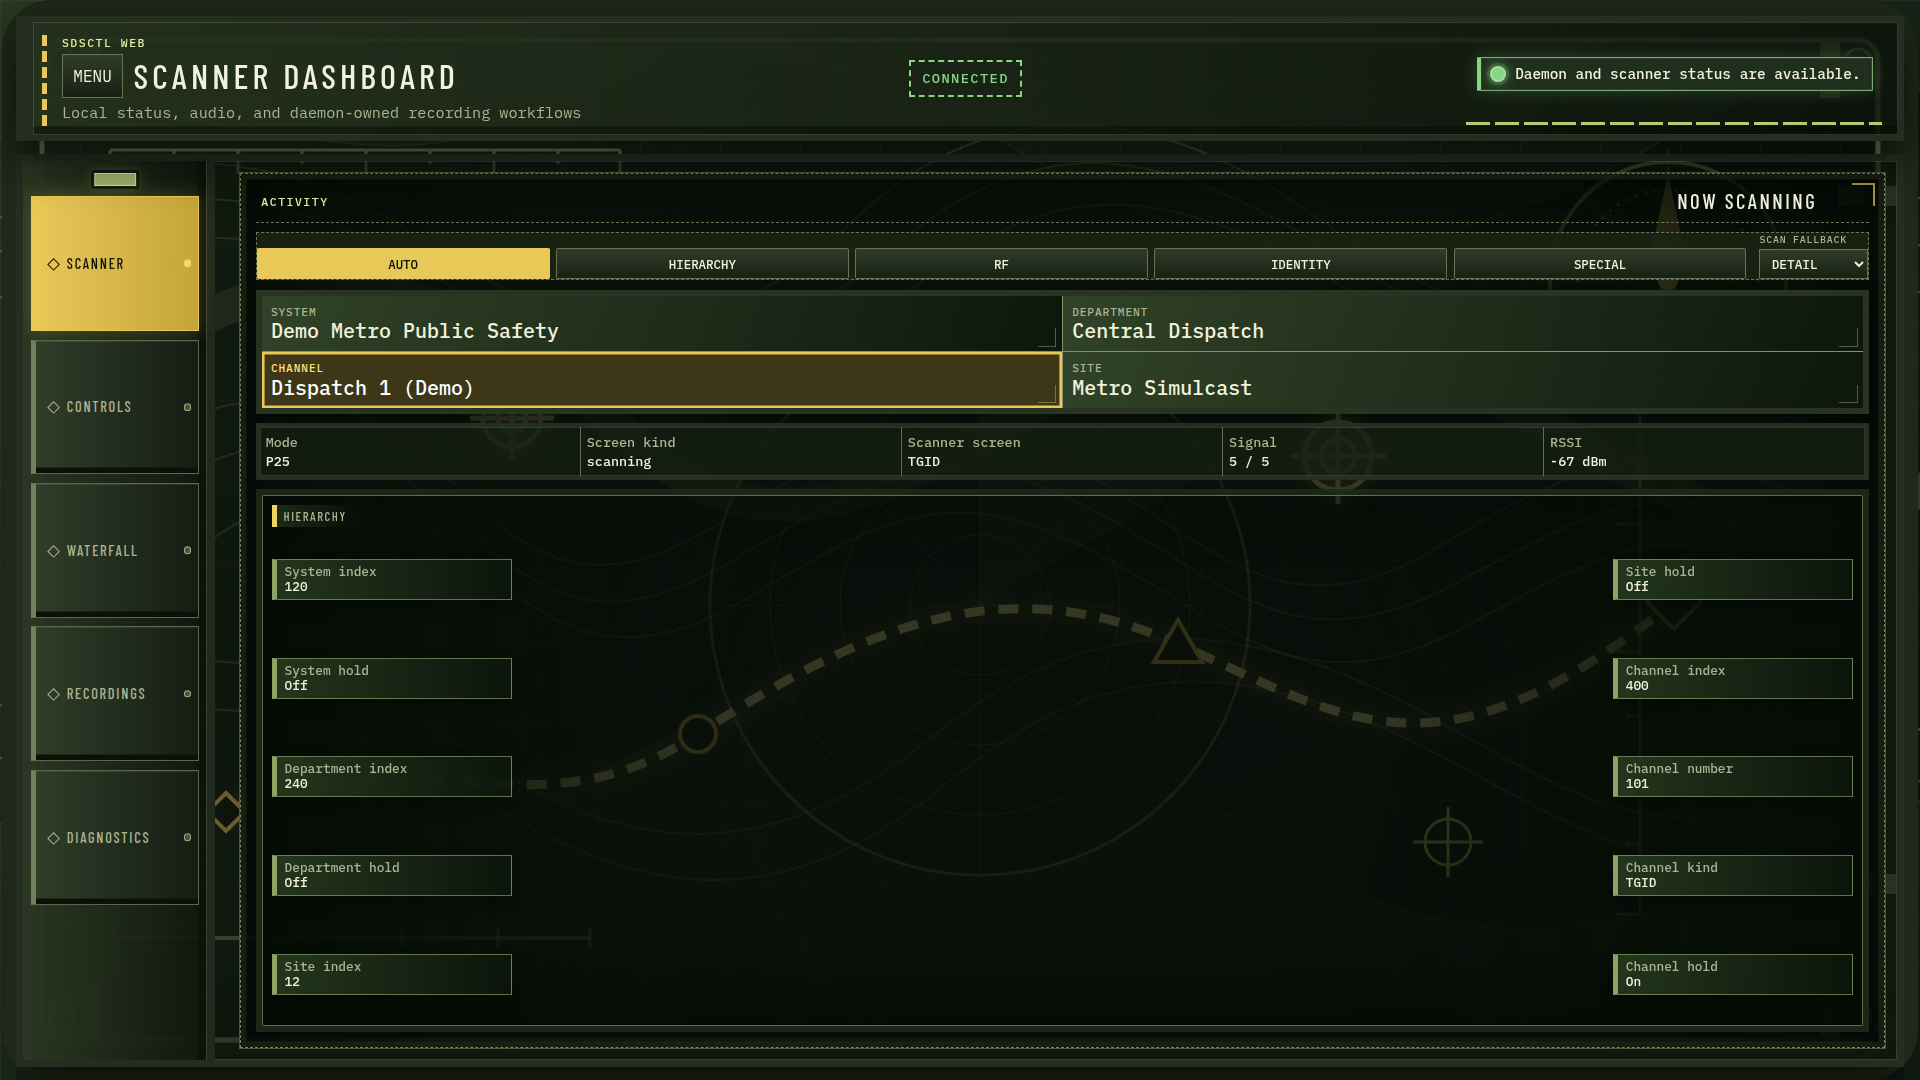 SDSCTL WEB
MENU
SCANNER DASHBOARD
Local status, audio, and daemon-owned recording workflows
CONNECTED
Daemon and scanner status are available.
SCANNER
CONTROLS
WATERFALL
RECORDINGS
DIAGNOSTICS
ACTIVITY
NOW SCANNING
AUTO
HIERARCHY
RF
IDENTITY
SPECIAL
SCAN FALLBACK
DETAIL
SYSTEM
Demo Metro Public Safety
DEPARTMENT
Central Dispatch
CHANNEL
Dispatch 1 (Demo)
SITE
Metro Simulcast
Mode
P25
Screen kind
scanning
Scanner screen
TGID
Signal
5 / 5
RSSI
-67 dBm
HIERARCHY
System index
120
System hold
Off
Department index
240
Department hold
Off
Site index
12
Site hold
Off
Channel index
400
Channel number
101
Channel kind
TGID
Channel hold
On